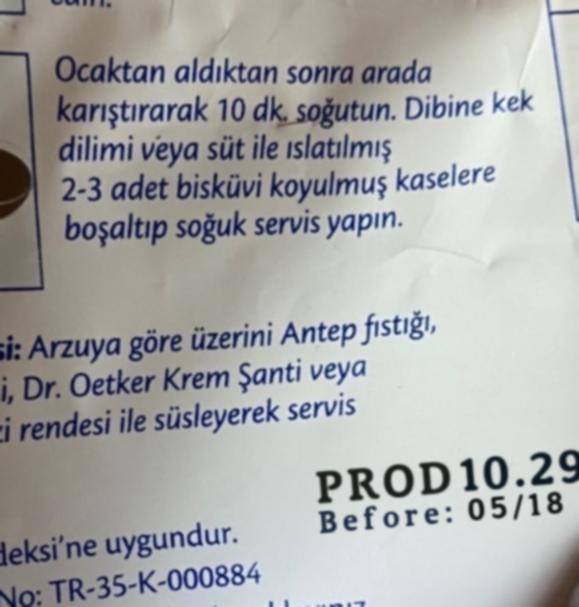 Ocaktan aldıktan sonra arada
karıştırarak 10 dk. soğutun. Dibine kek
dilimi veya süt ile ıslatılmış
2-3 adet bisküvi koyulmuş kaselere
boşaltıp soğuk servis yapın.
si: Arzuya göre üzerini Antep fıstığı,
i, Dr. Oetker Krem Şanti veya
i rendesi ile süsleyerek servis
PROD 10.29
Before: 05/18
deksi'ne uygundur.
No: TR-35-K-000884